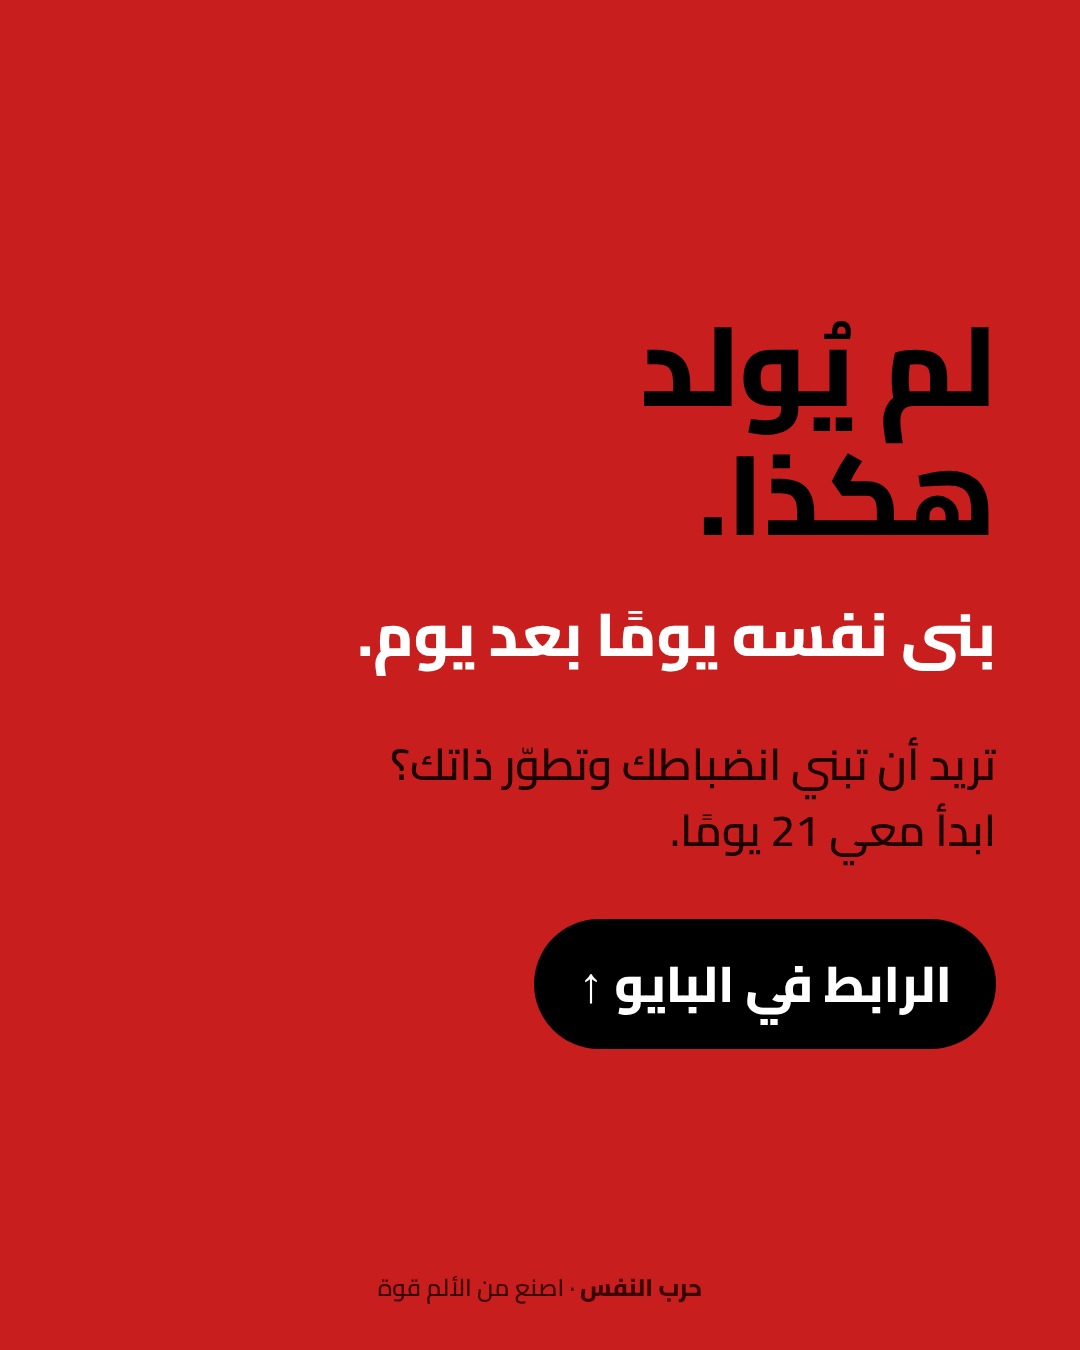 لم يُولد
هكذا.
بنى نفسه يومًا بعد يوم.
تريد أن تبني انضباطك وتطوّر ذاتك؟
ابدأ معي 21 يومًا.
الرابط في البايو ↑
حرب النفس · اصنع من الألم قوة